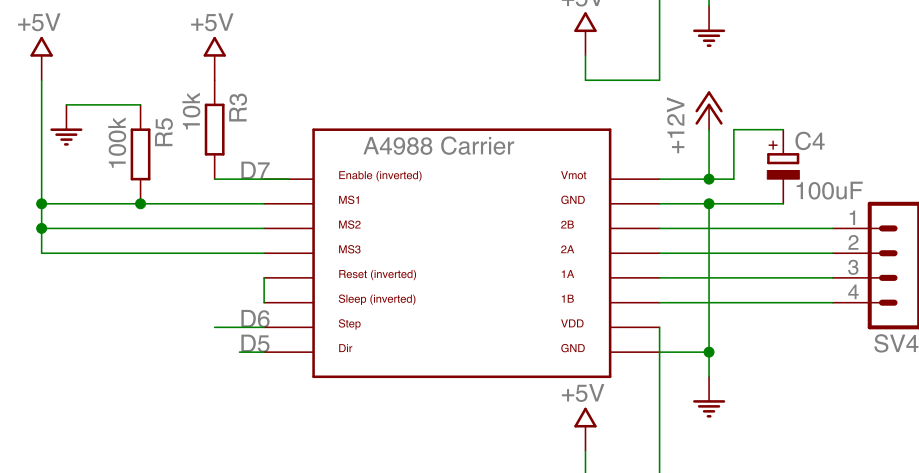 +5V
+5V
+5V
100k
R5
10k
R3
+12V
C4
100uF
A4988 Carrier
D7
Enable (inverted)
Vmot
MS1
GND
MS2
2B
MS3
2A
Reset (inverted)
1A
Sleep (inverted)
1B
D6
Step
VDD
D5
Dir
GND
1
2
3
4
SV4
+5V